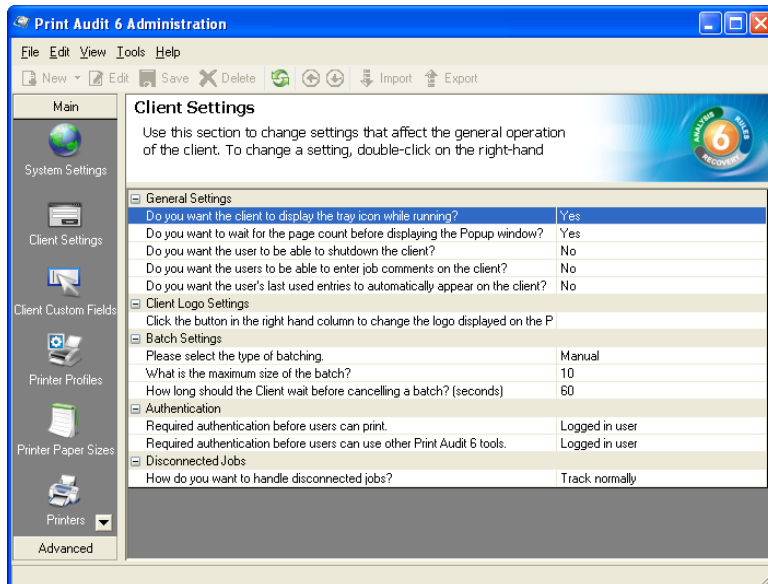 Print Audit 6 Administration
File Edit View Tools Help
New Edit Save Delete Import Export
Main
System Settings
Client Settings
Client Custom Fields
Printer Profiles
Printer Paper Sizes
Printers
Advanced
Client Settings
Use this section to change settings that affect the general operation
of the client. To change a setting, double-click on the right-hand
ANALYSIS RULES RECOVERY 6
General Settings
Do you want the client to display the tray icon while running? Yes
Do you want to wait for the page count before displaying the Popup window? Yes
Do you want the user to be able to shutdown the client? No
Do you want the users to be able to enter job comments on the client? No
Do you want the user's last used entries to automatically appear on the client? No
Client Logo Settings
Click the button in the right hand column to change the logo displayed on the P
Batch Settings
Please select the type of batching. Manual
What is the maximum size of the batch? 10
How long should the Client wait before cancelling a batch? (seconds) 60
Authentication
Required authentication before users can print. Logged in user
Required authentication before users can use other Print Audit 6 tools. Logged in user
Disconnected Jobs
How do you want to handle disconnected jobs? Track normally